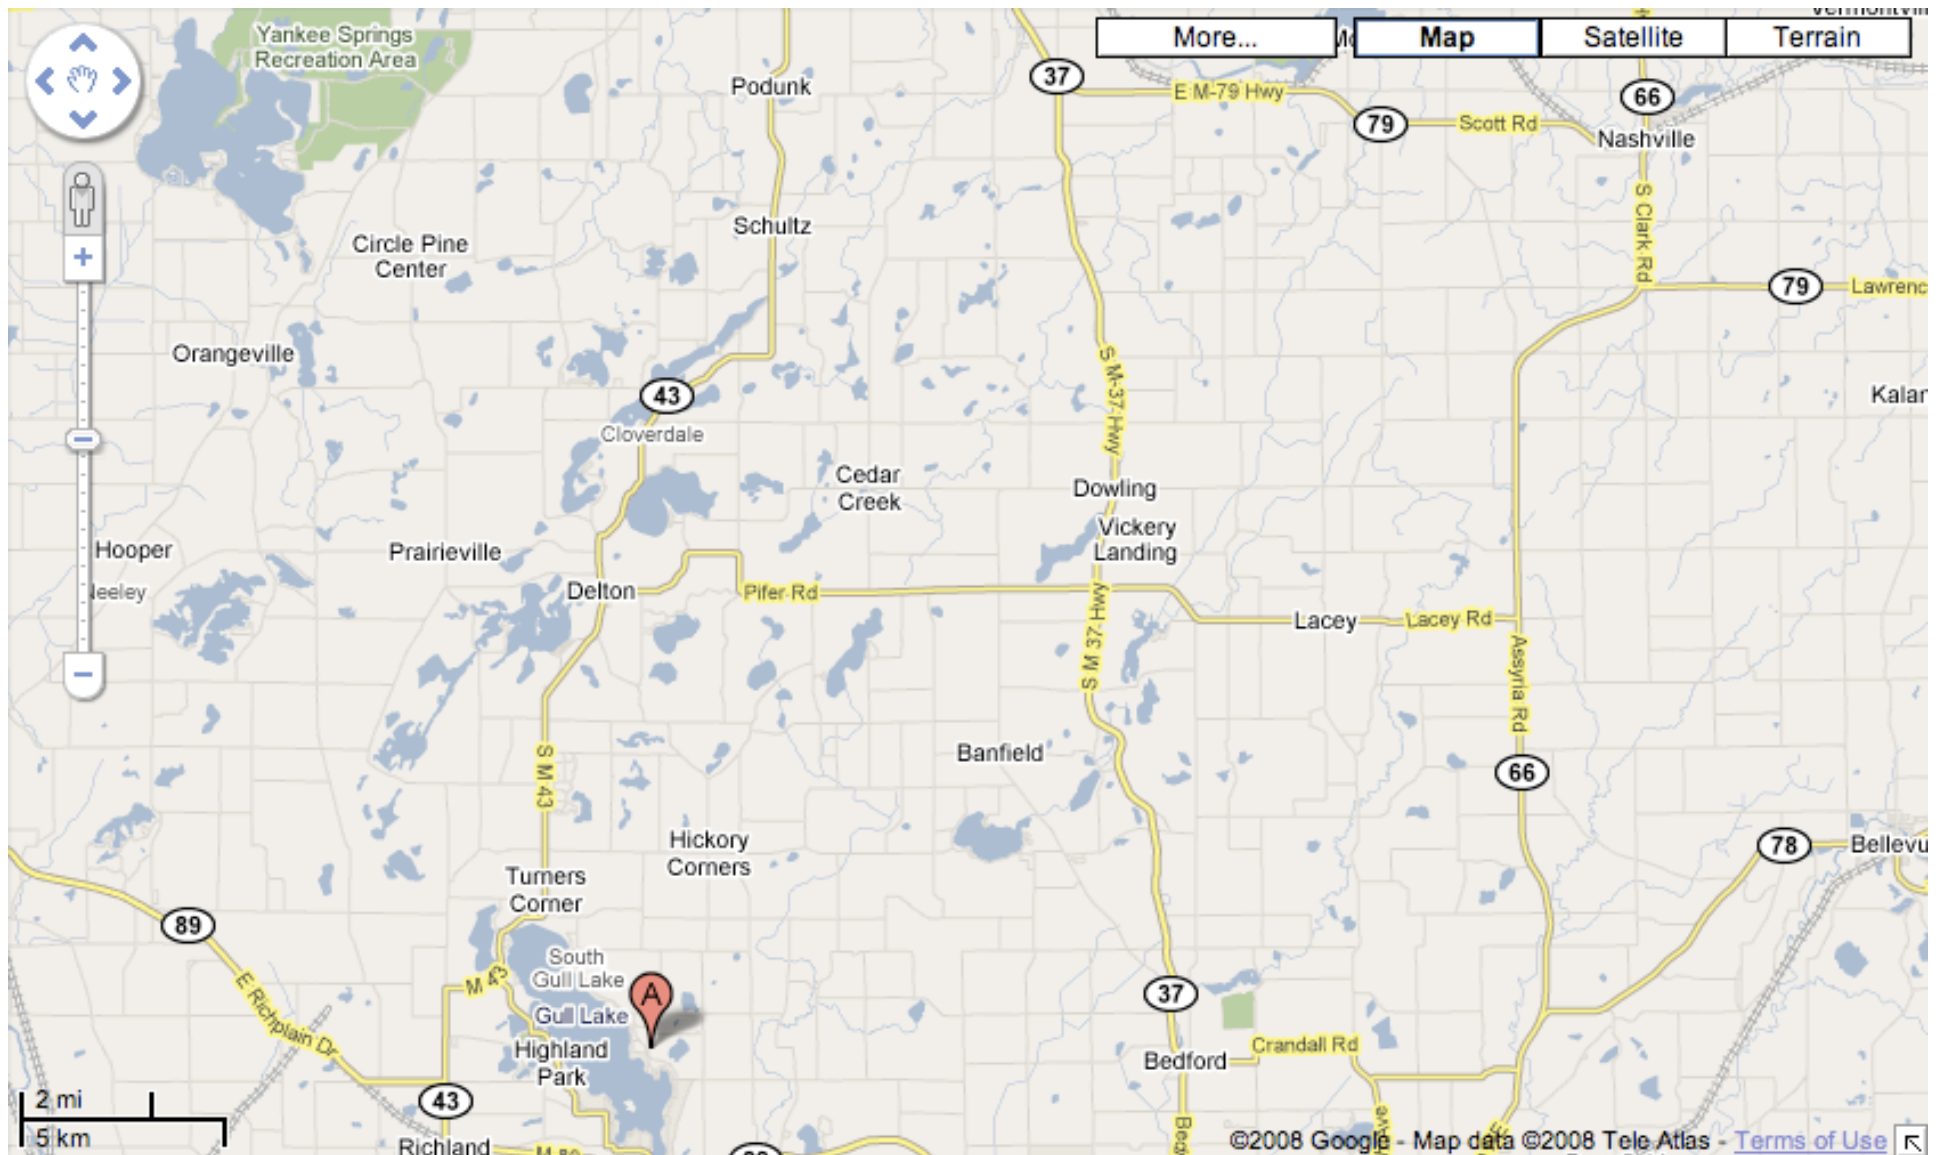 Yankee Springs
Recreation Area
More...
Map
Satellite
Terrain
Podunk
37
E M-79 Hwy
79
Scott Rd
66
Nashville
S Clark Rd
Schultz
Circle Pine
Center
79
Lawrenc
Orangeville
S M-37 Hwy
43
Kalar
Cloverdale
Cedar
Creek
Dowling
Vickery
Landing
Hooper
Prairieville
Delton
Pifer Rd
Lacey
Lacey Rd
S M 37 Hwy
Assyria Rd
S M 43
Banfield
66
Hickory
Corners
78
Bellevu
Turners
Corner
89
E Richplain Dr
M 43
South
Gull Lake
A
Gull Lake
37
Highland
Park
Bedford
Crandall Rd
2 mi
5 km
43
Richland
©2008 Google - Map data ©2008 Tele Atlas - Terms of Use